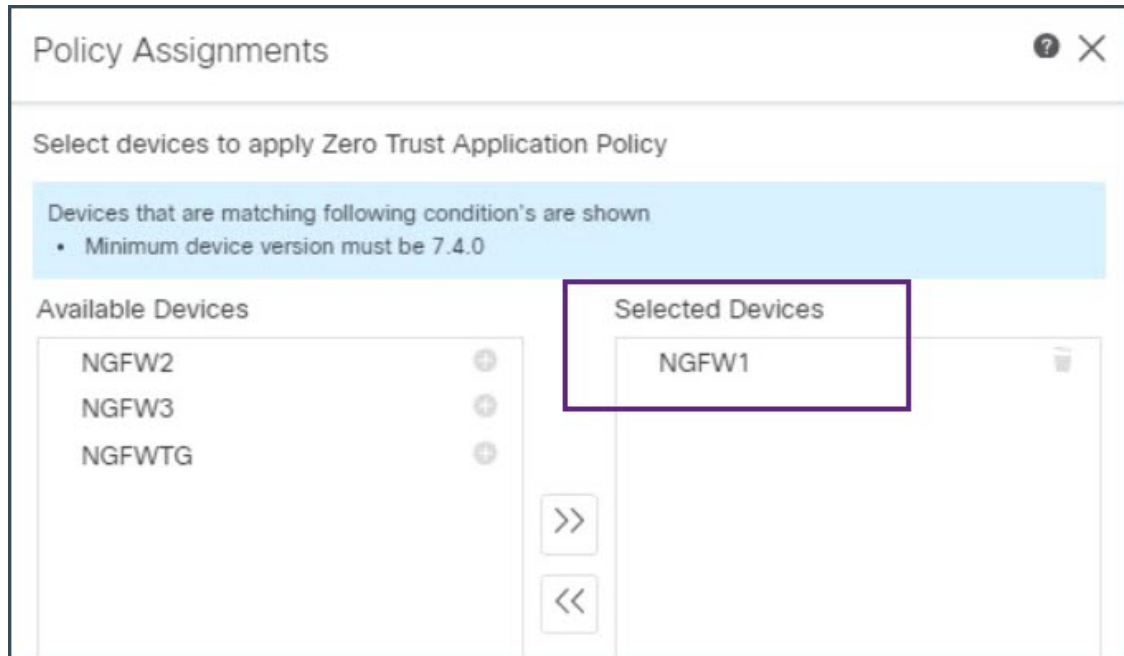 Policy Assignments
Select devices to apply Zero Trust Application Policy
Devices that are matching following condition's are shown
• Minimum device version must be 7.4.0
Available Devices
NGFW2
NGFW3
NGFWTG
Selected Devices
NGFW1